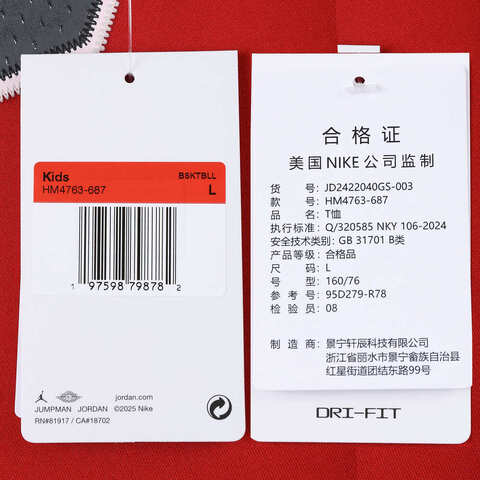 Kids
BSKTBLL
HM4763-687
L
1 97598 79878 2
jordan.com
JUMPMAN JORDAN ©2025 Nike
RN#81917 / CA#18702
合格证
美国NIKE公司监制
货 号: JD2422040GS-003
款 号: HM4763-687
品 名: T恤
执行标准: Q/320585 NKY 106-2024
安全技术类别: GB 31701 B类
产品等级: 合格品
尺 码: L
号 型: 160/76
参 考 号: 95D279-R78
检 验 员: 08
制 造 商: 景宁轩辰科技有限公司
浙江省丽水市景宁畲族自治县
红星街道团结东路99号
DRI-FIT